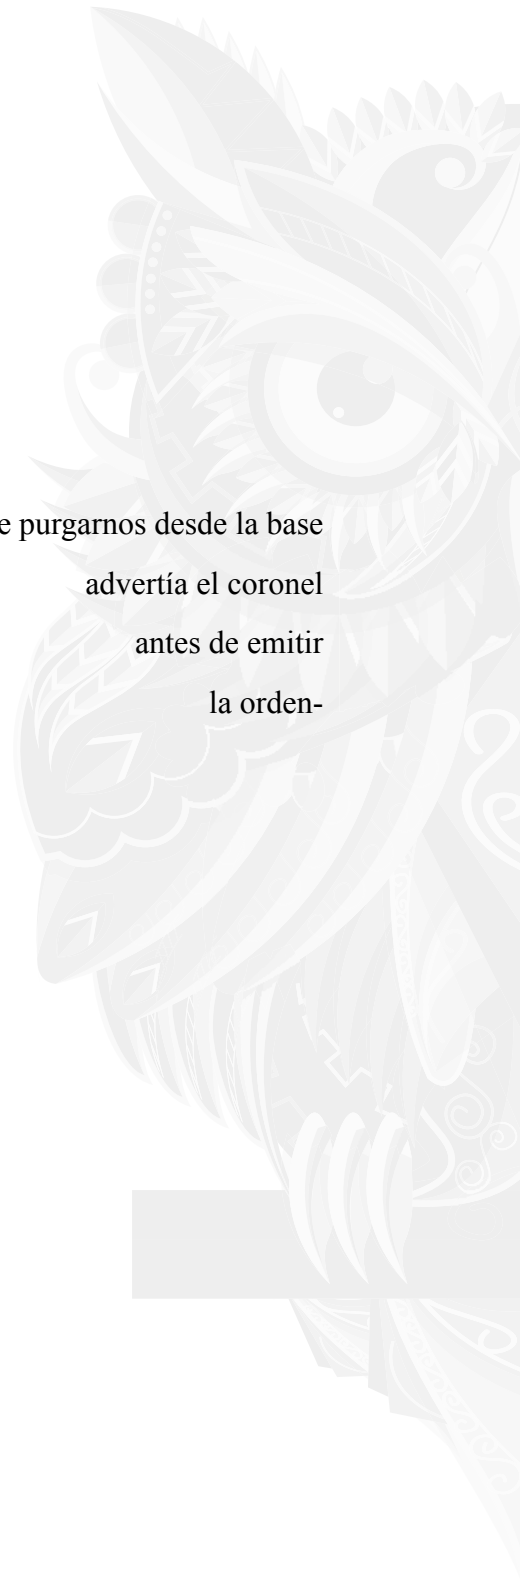 e purgarnos desde la base
advertía el coronel
antes de emitir
la orden-